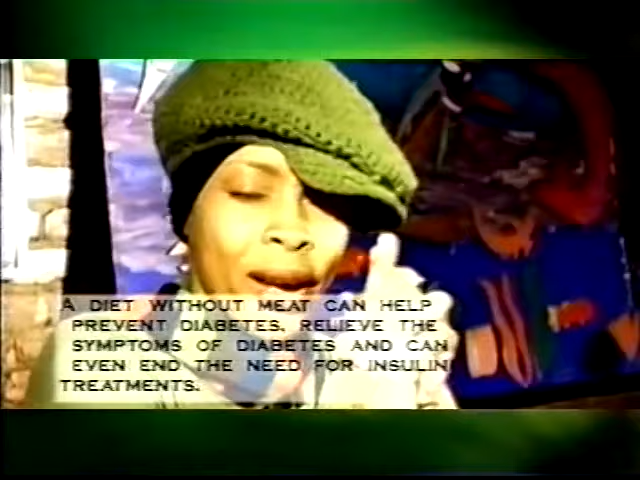 A DIET WITHOUT MEAT CAN HELP
PREVENT DIABETES. RELIEVE THE
SYMPTOMS OF DIABETES AND CAN
EVEN END THE NEED FOR INSULIN
TREATMENTS.